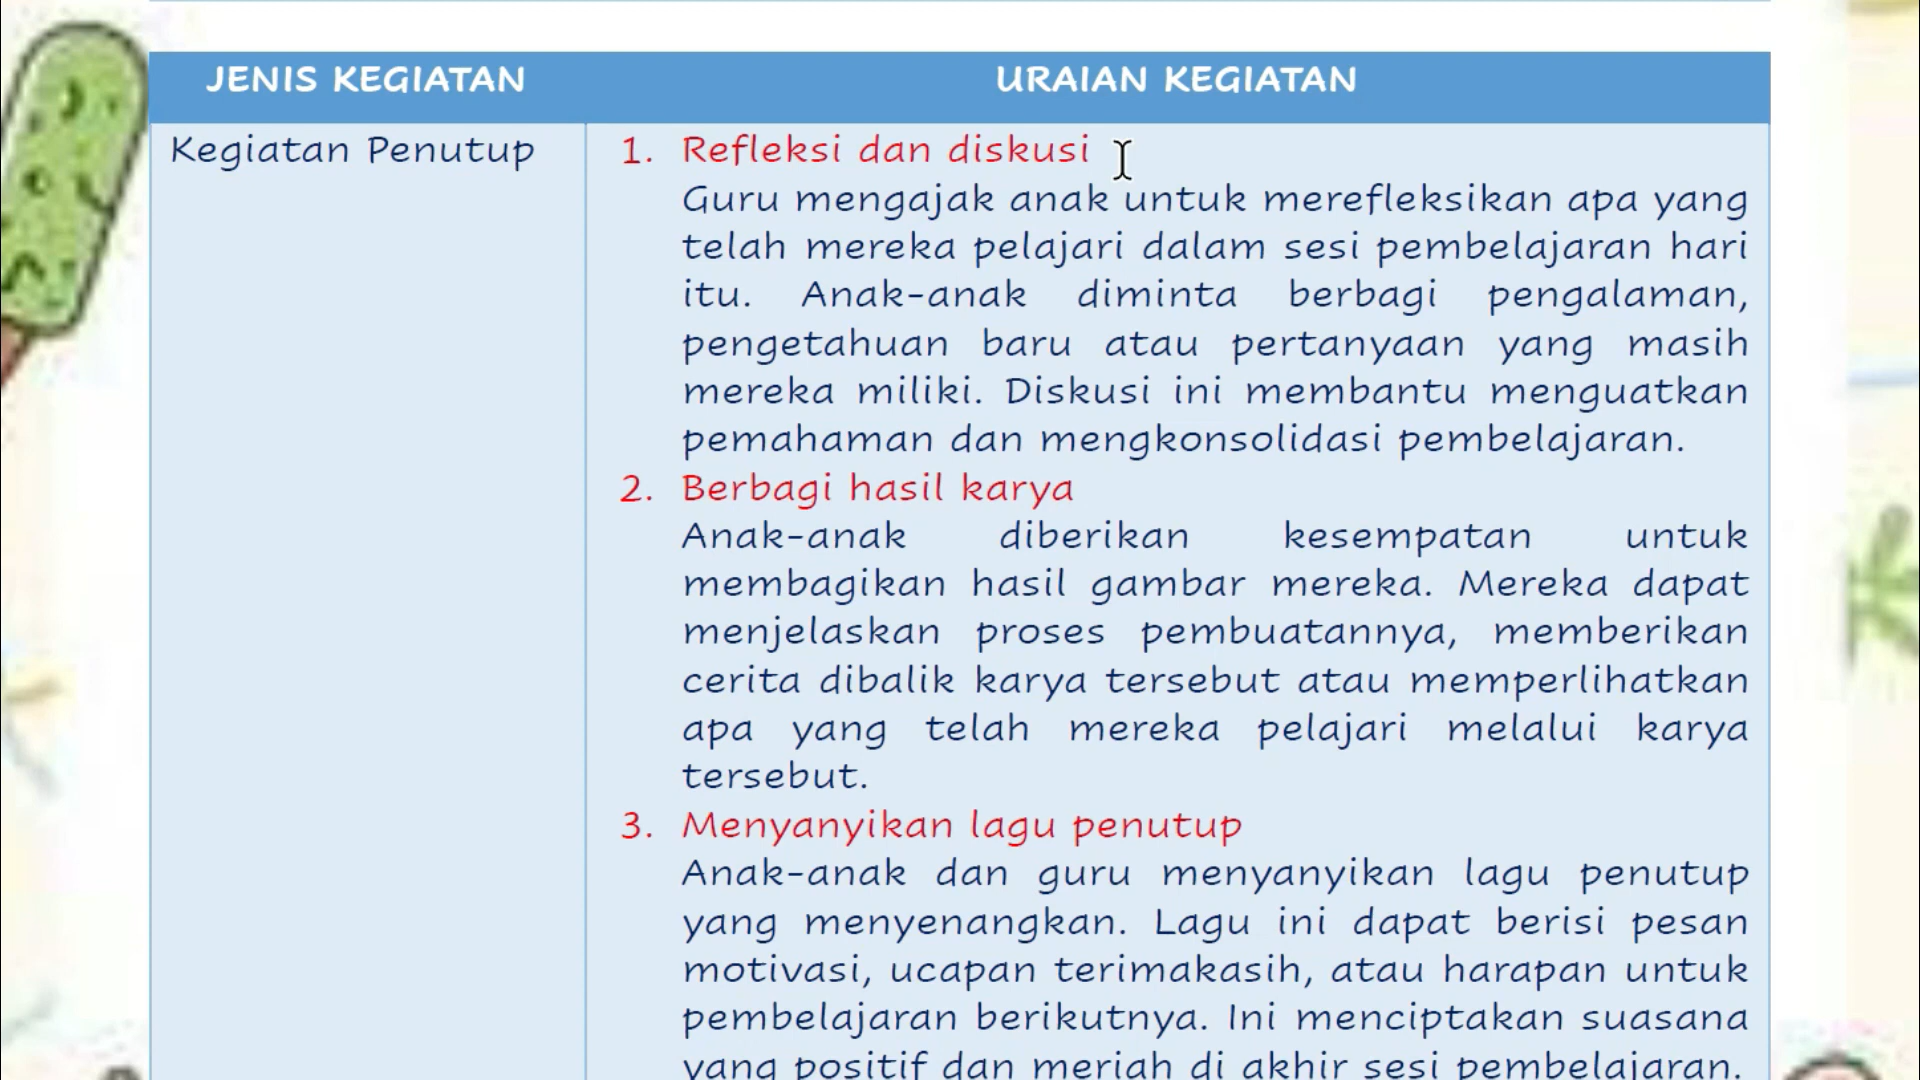 JENIS KEGIATAN
URAIAN KEGIATAN
Kegiatan Penutup
1. Refleksi dan diskusi
Guru mengajak anak untuk merefleksikan apa yang
telah mereka pelajari dalam sesi pembelajaran hari
itu. Anak-anak diminta berbagi pengalaman,
pengetahuan baru atau pertanyaan yang masih
mereka miliki. Diskusi ini membantu menguatkan
pemahaman dan mengkonsolidasi pembelajaran.
2. Berbagi hasil karya
Anak-anak diberikan kesempatan untuk
membagikan hasil gambar mereka. Mereka dapat
menjelaskan proses pembuatannya, memberikan
cerita dibalik karya tersebut atau memperlihatkan
apa yang telah mereka pelajari melalui karya
tersebut.
3. Menyanyikan lagu penutup
Anak-anak dan guru menyanyikan lagu penutup
yang menyenangkan. Lagu ini dapat berisi pesan
motivasi, ucapan terimakasih, atau harapan untuk
pembelajaran berikutnya. Ini menciptakan suasana
yang positif dan meriah di akhir sesi pembelajaran.